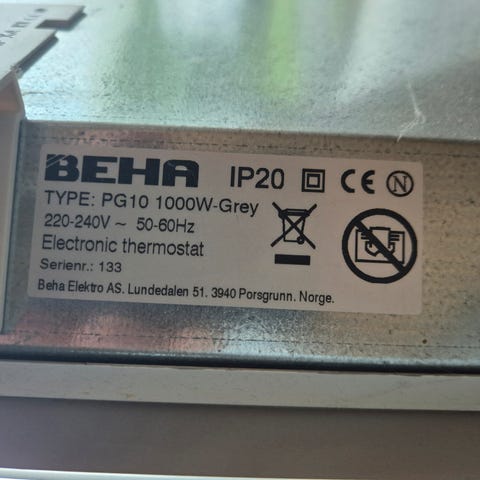 BEHA IP20 CE N
TYPE: PG10 1000W-Grey
220-240V ~ 50-60Hz
Electronic thermostat
Serienr.: 133
Beha Elektro AS. Lundedalen 51. 3940 Porsgrunn. Norge.